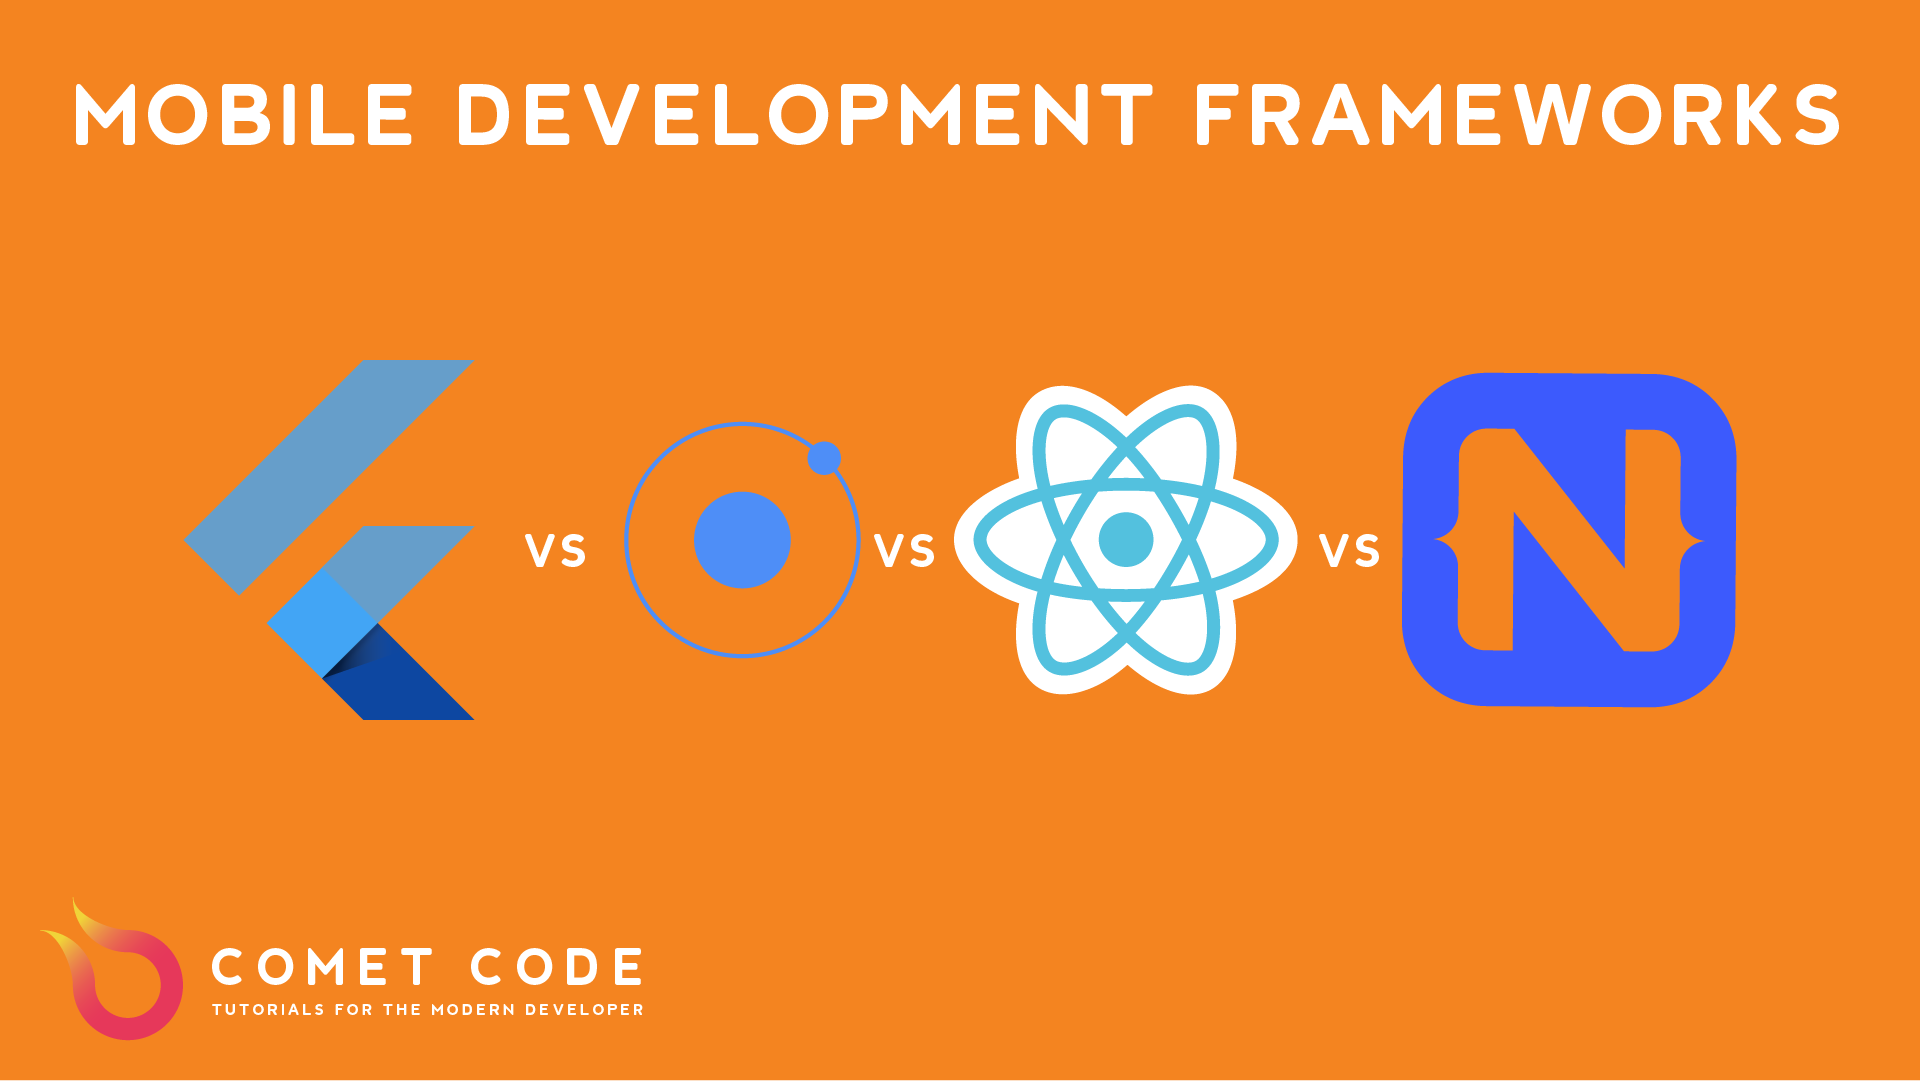 MOBILE DEVELOPMENT FRAMEWORKS
VS VS VS N
COMET CODE
TUTORIALS FOR THE MODERN DEVELOPER